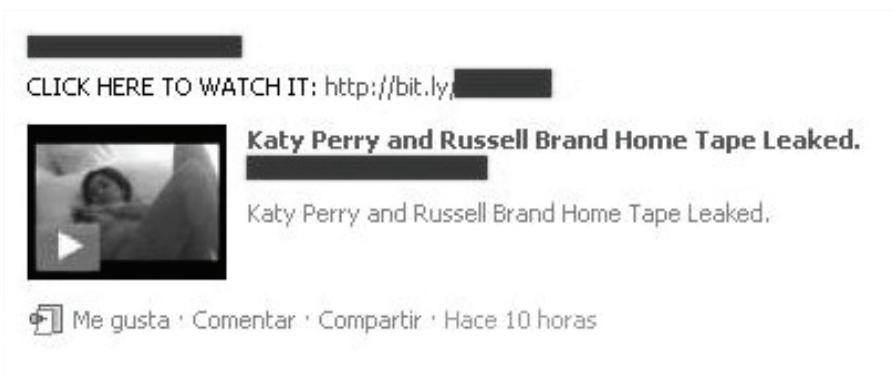 CLICK HERE TO WATCH IT: http://bit.ly/
Katy Perry and Russell Brand Home Tape Leaked.
Katy Perry and Russell Brand Home Tape Leaked.
Me gusta · Comentar · Compartir · Hace 10 horas